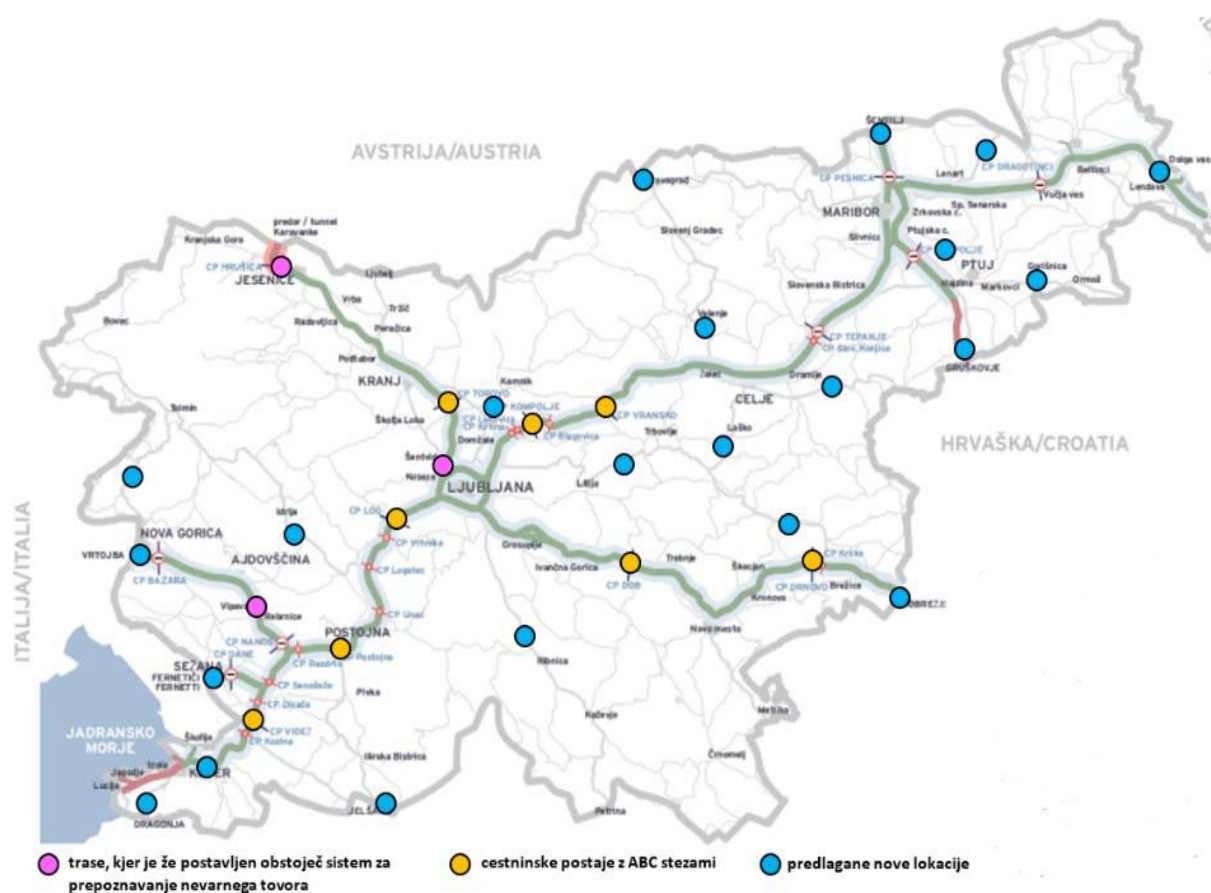 AVSTRIJA/AUSTRIA
ŠENTILJ
CP DRAGOTINCI
Dolga vas
Beltinci
CP PESNICA
Lenart
Vučja vas
Lendava
Sp. Senarska
MARIBOR
Zrkovska c.
Ptujska c.
Slovenj Gradec
Slivnica
PTUJ
Gorišnica
Hajdina
Markovci
Ormož
predor / tunnel
Karavanke
Kranjska Gora
CP HRUŠICA
JESENICE
Ljubelj
Slovenska Bistrica
Bovec
Vrba
Tržič
Radovljica
Peračica
Velenje
CP TEPANJE
CP Slov. Konjice
GRUŠKOVJE
Podtabor
KRANJ
Kamnik
Žalec
Dramlje
CELJE
CP TOROVO
KOMPOLJE
CP VRANSKO
Tolmin
Škofja Loka
Domžale
CP Blagovica
Trbovlje
Laško
HRVAŠKA/CROATIA
Šentvid
Koseze
LJUBLJANA
Litija
Idrija
CP LOG
CP Vrhnika
NOVA GORICA
VRTOJBA
CP BAZARA
AJDOVŠČINA
Grosuplje
Ivančna Gorica
Trebnje
CP DOB
Škocjan
CP Krško
CP DRNOVO
Brežice
Kronovo
OBREŽJE
CP Logatec
ITALIJA/ITALIA
Vipava
Rebrnice
CP Unec
Novo mesto
POSTOJNA
CP NANOS
CP Postojna
CP Razdrto
Ribnica
SEŽANA
CP DANE
FERNETIČI
FERNETTI
CP Senožeče
Pivka
CP Divača
Metlika
Kočevje
JADRANSKO
MORJE
CP VIDEŽ
CP Kozina
Škofije
Črnomelj
Ilirska Bistrica
Izola
KOPER
Jagodje
Lucija
DRAGONJA
Petrina
trase, kjer je že postavljen obstoječ sistem za
prepoznavanje nevarnega tovora
cestninske postaje z ABC stezami
predlagane nove lokacije